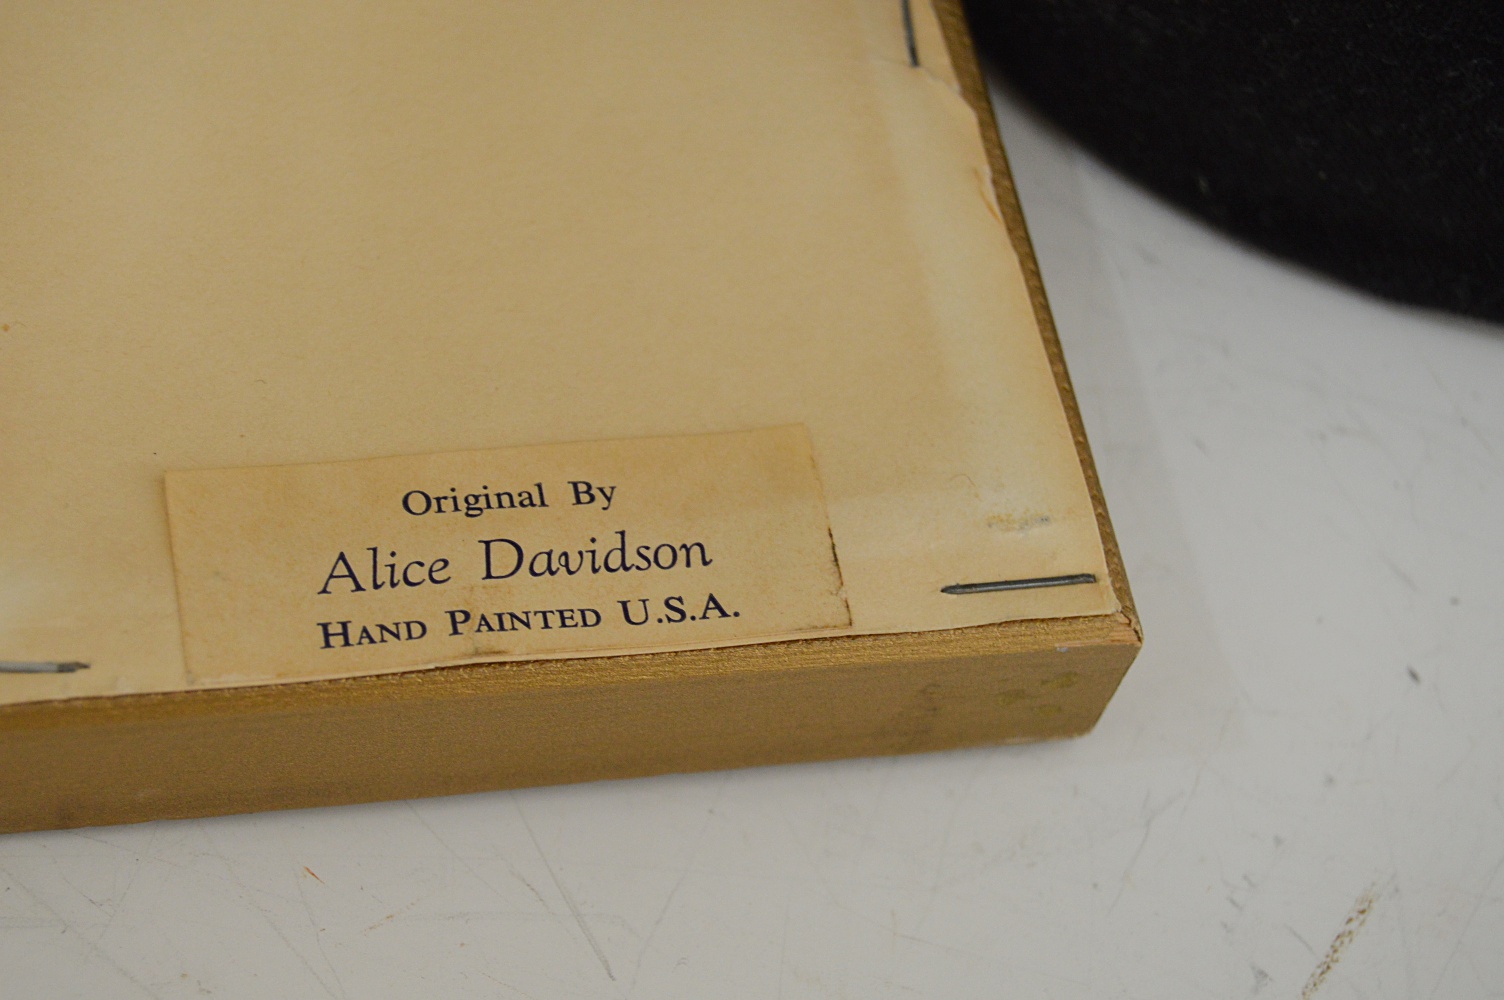 Original By
Alice Davidson
HAND PAINTED U.S.A.